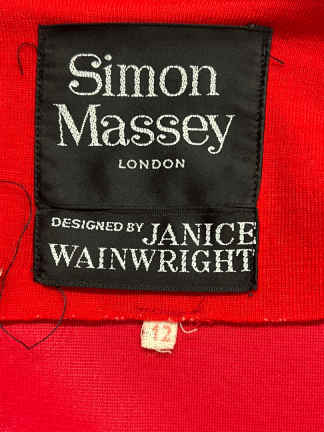 Simon
Massey
LONDON
DESIGNED BY JANICE
WAINWRIGHT
12